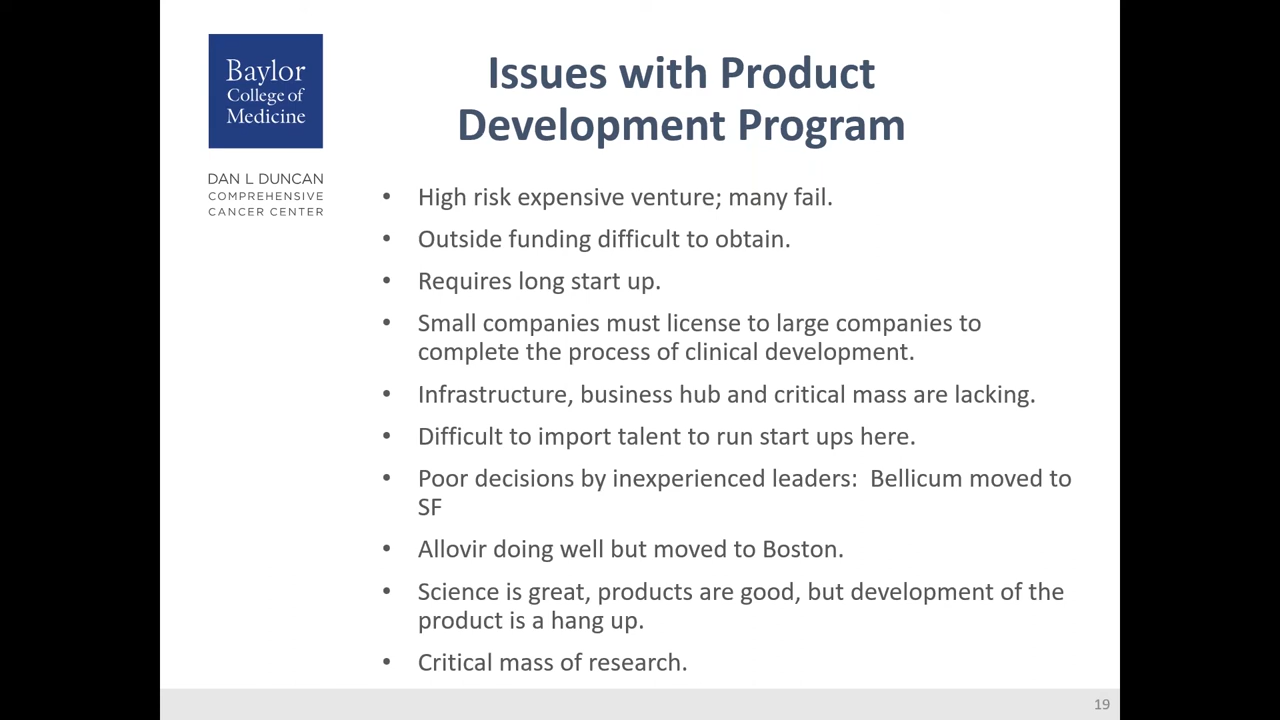 Baylor
College of
Medicine
DAN L DUNCAN
COMPREHENSIVE
CANCER CENTER
Issues with Product
Development Program
• High risk expensive venture; many fail.
• Outside funding difficult to obtain.
• Requires long start up.
• Small companies must license to large companies to
complete the process of clinical development.
• Infrastructure, business hub and critical mass are lacking.
• Difficult to import talent to run start ups here.
• Poor decisions by inexperienced leaders:  Bellicum moved to
SF
• Allovir doing well but moved to Boston.
• Science is great, products are good, but development of the
product is a hang up.
• Critical mass of research.
19